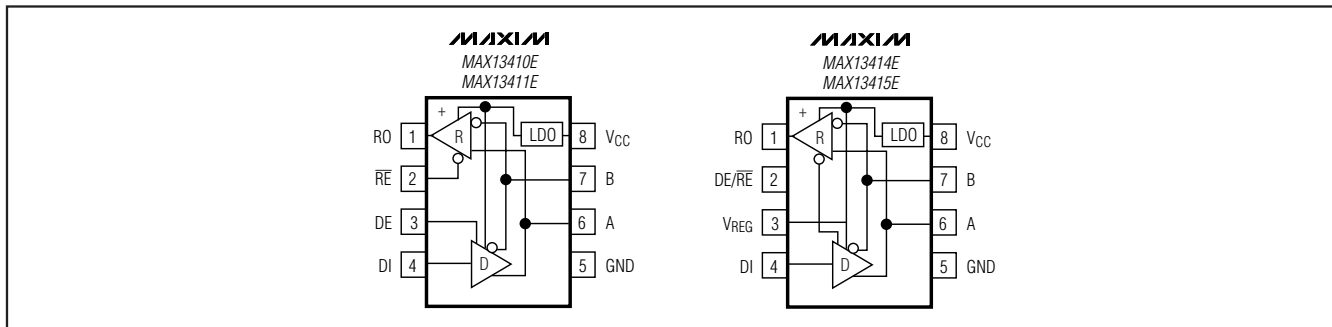 MAXIM
MAX13410E
MAX13411E
+
RO 1
R
LDO
8 VCC
RE 2
7 B
DE 3
6 A
DI 4
D
5 GND
MAXIM
MAX13414E
MAX13415E
+
RO 1
R
LDO
8 VCC
DE/RE 2
7 B
VREG 3
6 A
DI 4
D
5 GND